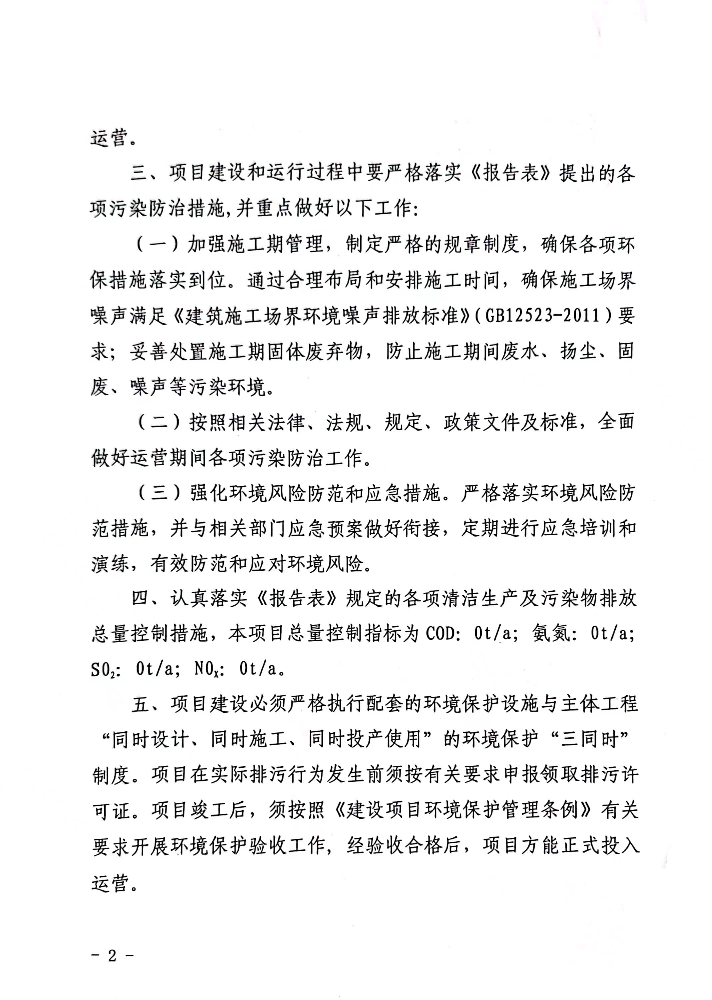 运营。
三、项目建设和运行过程中要严格落实《报告表》提出的各
项污染防治措施,并重点做好以下工作:
（一）加强施工期管理，制定严格的规章制度，确保各项环
保措施落实到位。通过合理布局和安排施工时间，确保施工场界
噪声满足《建筑施工场界环境噪声排放标准》(GB12523-2011)要
求；妥善处置施工期固体废弃物，防止施工期间废水、扬尘、固
废、噪声等污染环境。
（二）按照相关法律、法规、规定、政策文件及标准，全面
做好运营期间各项污染防治工作。
（三）强化环境风险防范和应急措施。严格落实环境风险防
范措施，并与相关部门应急预案做好衔接，定期进行应急培训和
演练，有效防范和应对环境风险。
四、认真落实《报告表》规定的各项清洁生产及污染物排放
总量控制措施，本项目总量控制指标为COD：0t/a；氨氮：0t/a；
SO₂：0t/a；NOₓ：0t/a。
五、项目建设必须严格执行配套的环境保护设施与主体工程
“同时设计、同时施工、同时投产使用”的环境保护“三同时”
制度。项目在实际排污行为发生前须按有关要求申报领取排污许
可证。项目竣工后，须按照《建设项目环境保护管理条例》有关
要求开展环境保护验收工作，经验收合格后，项目方能正式投入
运营。
- 2 -